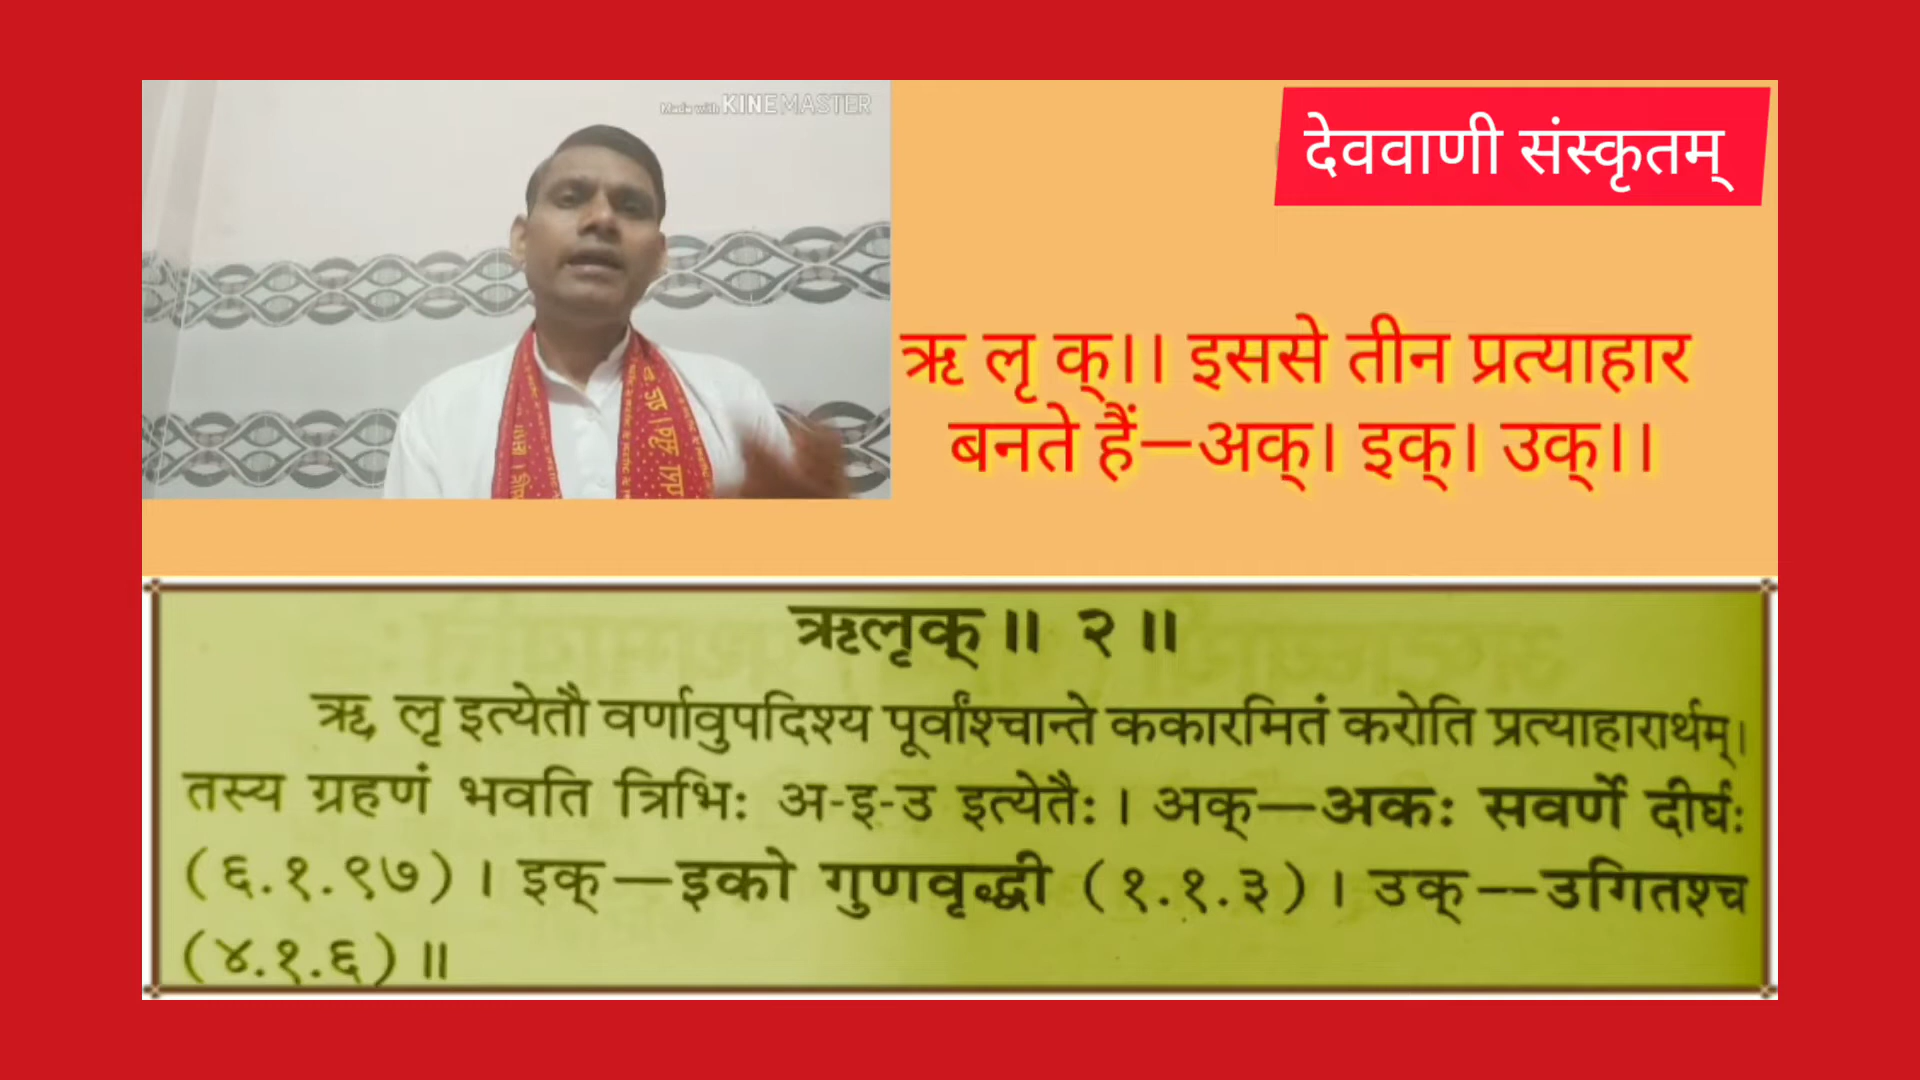 Made with KINEMASTER
देववाणी संस्कृतम्
ऋ लृ क्।। इससे तीन प्रत्याहार
बनते हैं—अक्। इक्। उक्।।
ऋलृक् ॥ २ ॥
ऋ, लृ इत्येतौ वर्णावुपदिश्य पूर्वांश्चान्ते ककारमितं करोति प्रत्याहारार्थम्।
तस्य ग्रहणं भवति त्रिभिः अ-इ-उ इत्येतैः । अक्—अकः सवर्णे दीर्घः
(६.१.९७) । इक्—इको गुणवृद्धी (१.१.३) । उक्--उगितश्च
(४.१.६) ॥